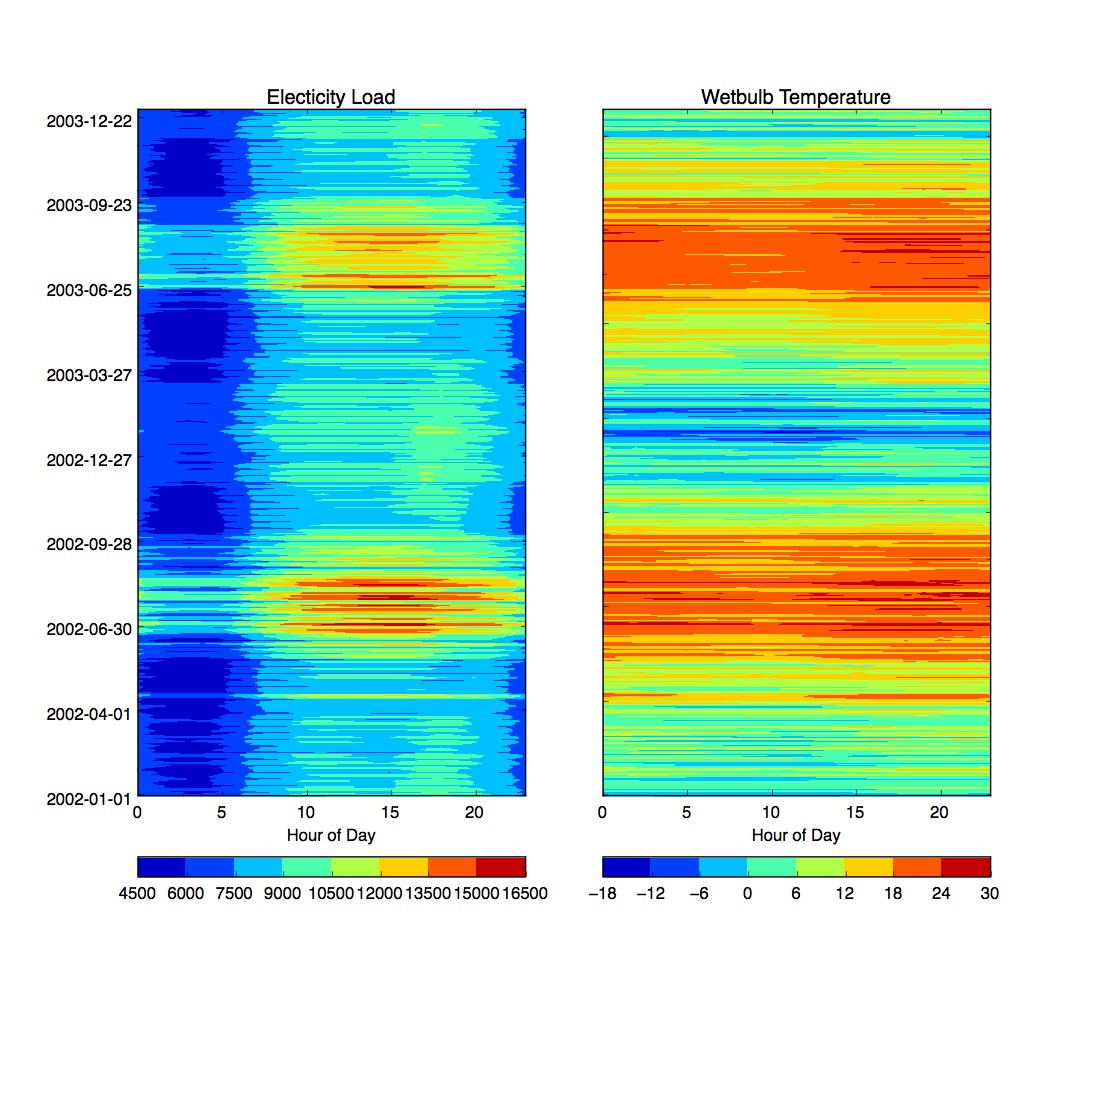 Electicity Load
Wetbulb Temperature
2003-12-22
2003-09-23
2003-06-25
2003-03-27
2002-12-27
2002-09-28
2002-06-30
2002-04-01
2002-01-01
0 5 10 15 20
0 5 10 15 20
Hour of Day
Hour of Day
4500 6000 7500 9000 10500 12000 13500 15000 16500
−18 −12 −6 0 6 12 18 24 30